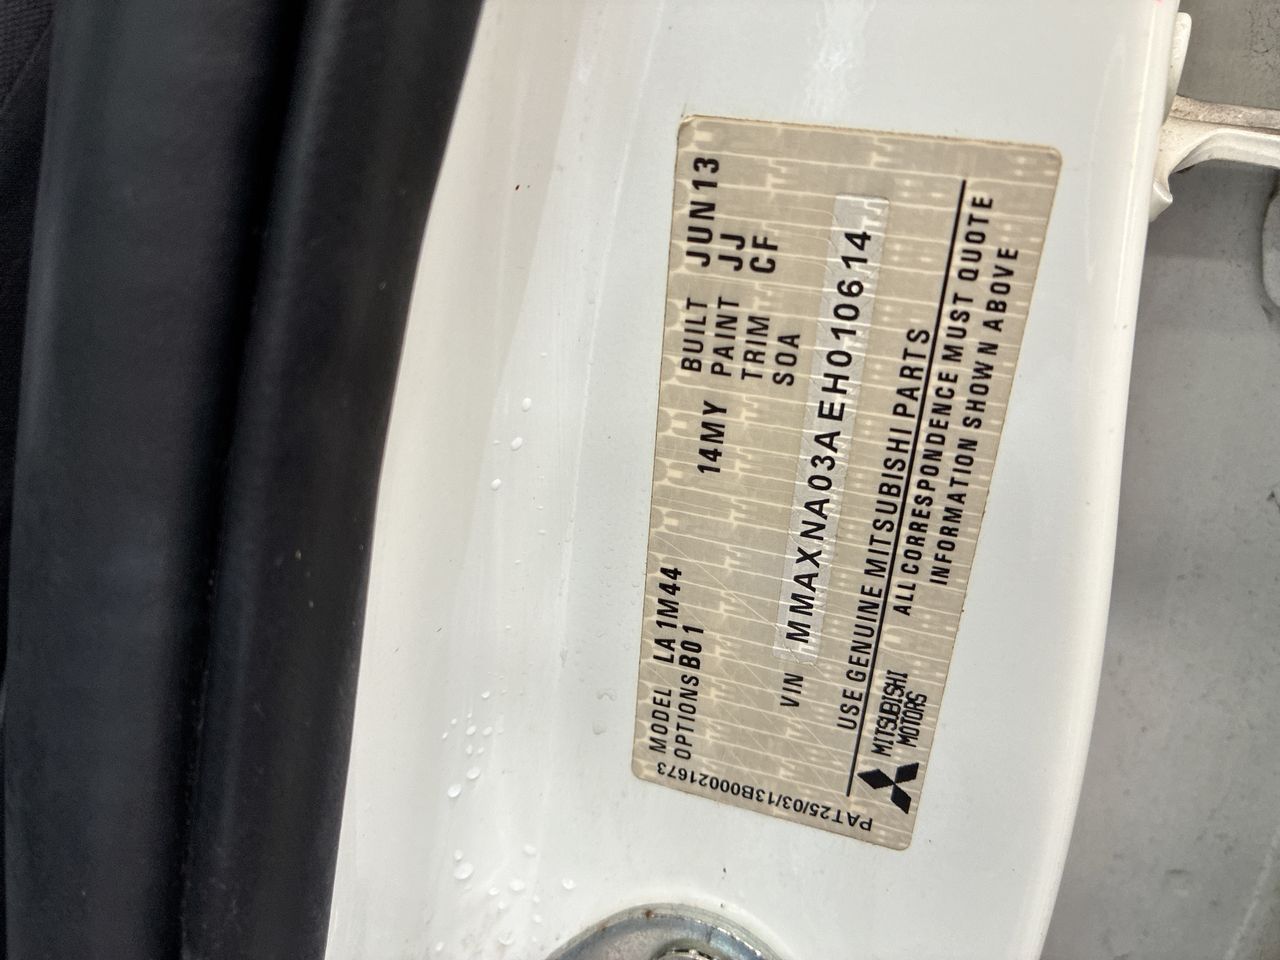 MODEL LA1M44 14MY BUILT JUN13
OPTIONS B01 PAINT JJ
TRIM CF
SOA
VIN MMAXNA03AEH010614
USE GENUINE MITSUBISHI PARTS
MITSUBISHI MOTORS
ALL CORRESPONDENCE MUST QUOTE
INFORMATION SHOWN ABOVE
PAT25/03/13B00021673